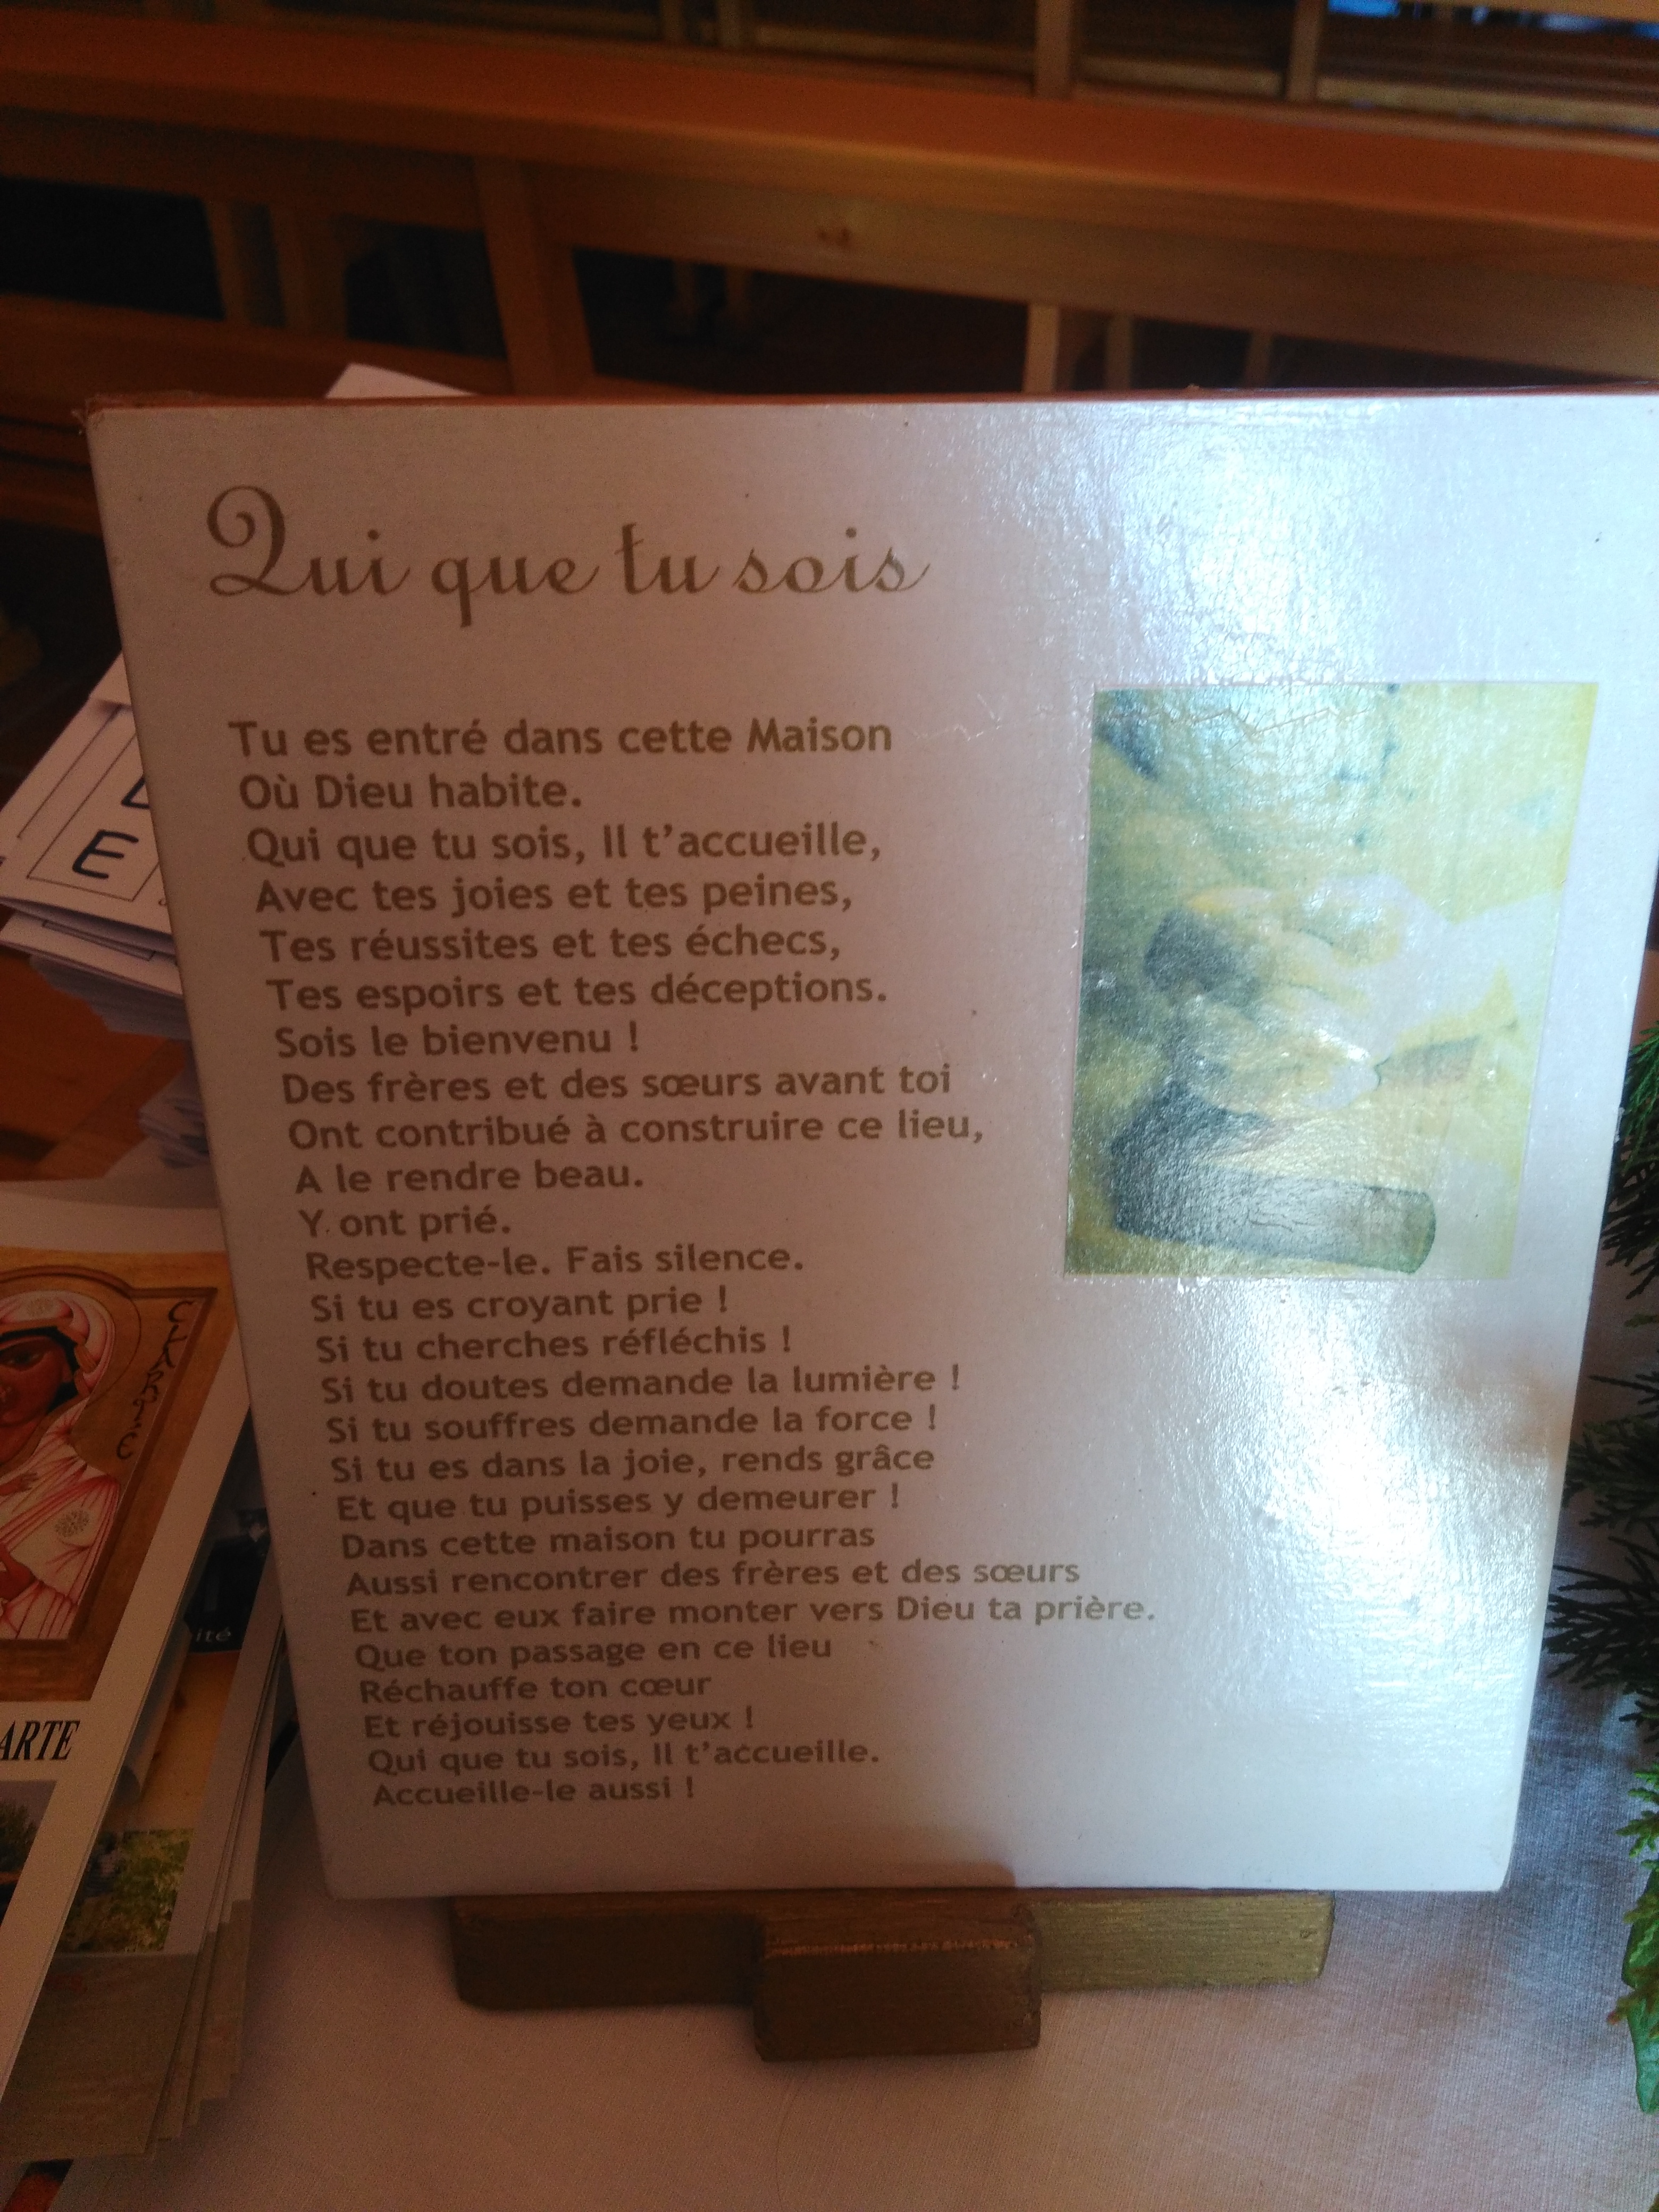 Qui que tu sois
Tu es entré dans cette Maison
Où Dieu habite.
Qui que tu sois, Il t'accueille,
Avec tes joies et tes peines,
Tes réussites et tes échecs,
Tes espoirs et tes déceptions.
Sois le bienvenu !
Des frères et des sœurs avant toi
Ont contribué à construire ce lieu,
A le rendre beau.
Y ont prié.
Respecte-le. Fais silence.
Si tu es croyant prie !
Si tu cherches réfléchis !
Si tu doutes demande la lumière !
Si tu souffres demande la force !
Si tu es dans la joie, rends grâce
Et que tu puisses y demeurer !
Dans cette maison tu pourras
Aussi rencontrer des frères et des sœurs
Et avec eux faire monter vers Dieu ta prière.
Que ton passage en ce lieu
Réchauffe ton cœur
Et réjouisse tes yeux !
Qui que tu sois, Il t'accueille.
Accueille-le aussi !
E
ité
ARTE